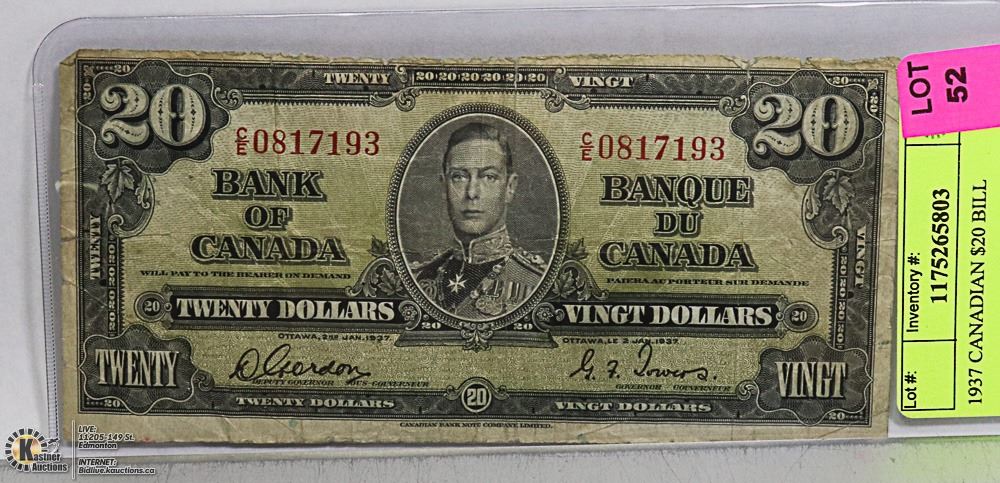 TWENTY 20 20 20 20 20 20 VINGT
20 20
20 20
C/E 0817193 C/E 0817193
BANK OF CANADA
BANQUE DU CANADA
WILL PAY TO THE BEARER ON DEMAND
PAIERA AU PORTEUR SUR DEMANDE
TWENTY
VINGT
20 TWENTY DOLLARS 20 20 VINGT DOLLARS 20
OTTAWA, 2ND JAN. 1937.
OTTAWA, LE 2 JAN. 1937.
TWENTY
VINGT
D Gordon
G. F. Towers.
DEPUTY GOVERNOR SOUS-GOUVERNEUR
GOVERNOR GOUVERNEUR
TWENTY DOLLARS 20 VINGT DOLLARS
CANADIAN BANK NOTE COMPANY, LIMITED.
LOT
52
Lot #:
Inventory #:
1175265803
1937 CANADIAN $20 BILL
Kastner
Auctions
LIVE:
11205-149 St.
Edmonton
INTERNET:
Bidlive.kauctions.ca